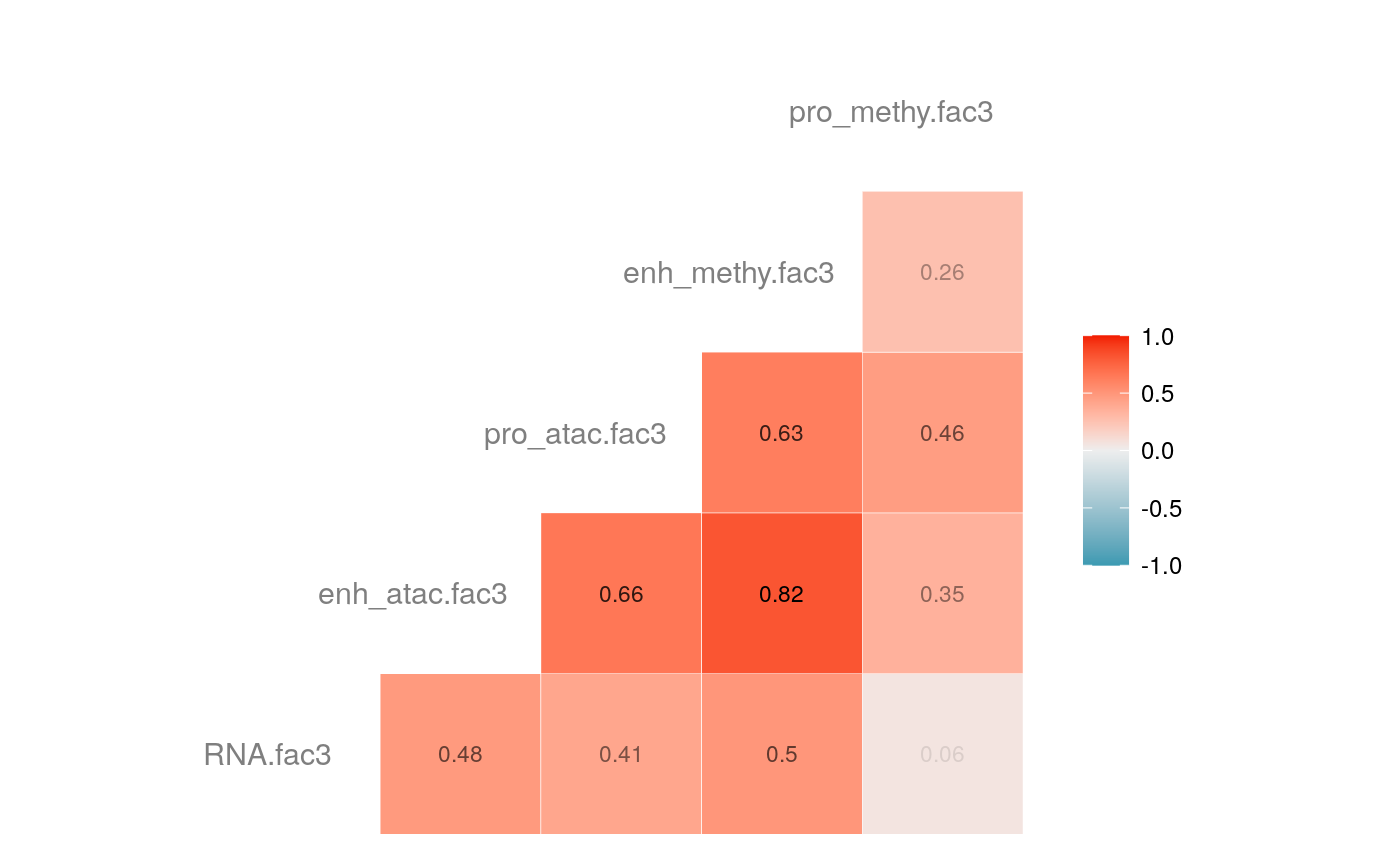 pro_methy.fac3
enh_methy.fac3 0.26
1.0
0.5
pro_atac.fac3 0.63 0.46
0.0
-0.5
-1.0
enh_atac.fac3 0.66 0.82 0.35
RNA.fac3 0.48 0.41 0.5 0.06